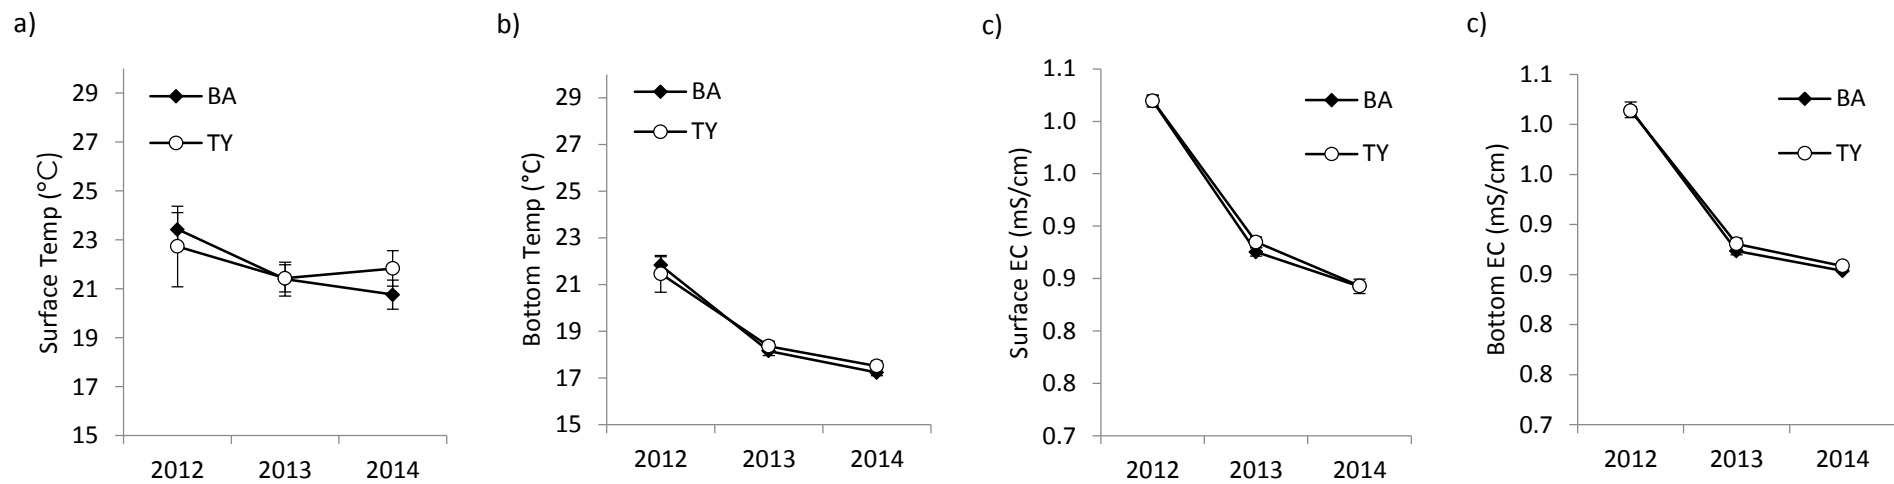 a)
Surface Temp (°C)
29
27
25
23
21
19
17
15
BA
TY
2012 2013 2014
b)
Bottom Temp (°C)
29
27
25
23
21
19
17
15
BA
TY
2012 2013 2014
c)
Surface EC (mS/cm)
1.1
1.0
1.0
0.9
0.9
0.8
0.8
0.7
BA
TY
2012 2013 2014
c)
Bottom EC (mS/cm)
1.1
1.0
1.0
0.9
0.9
0.8
0.8
0.7
BA
TY
2012 2013 2014